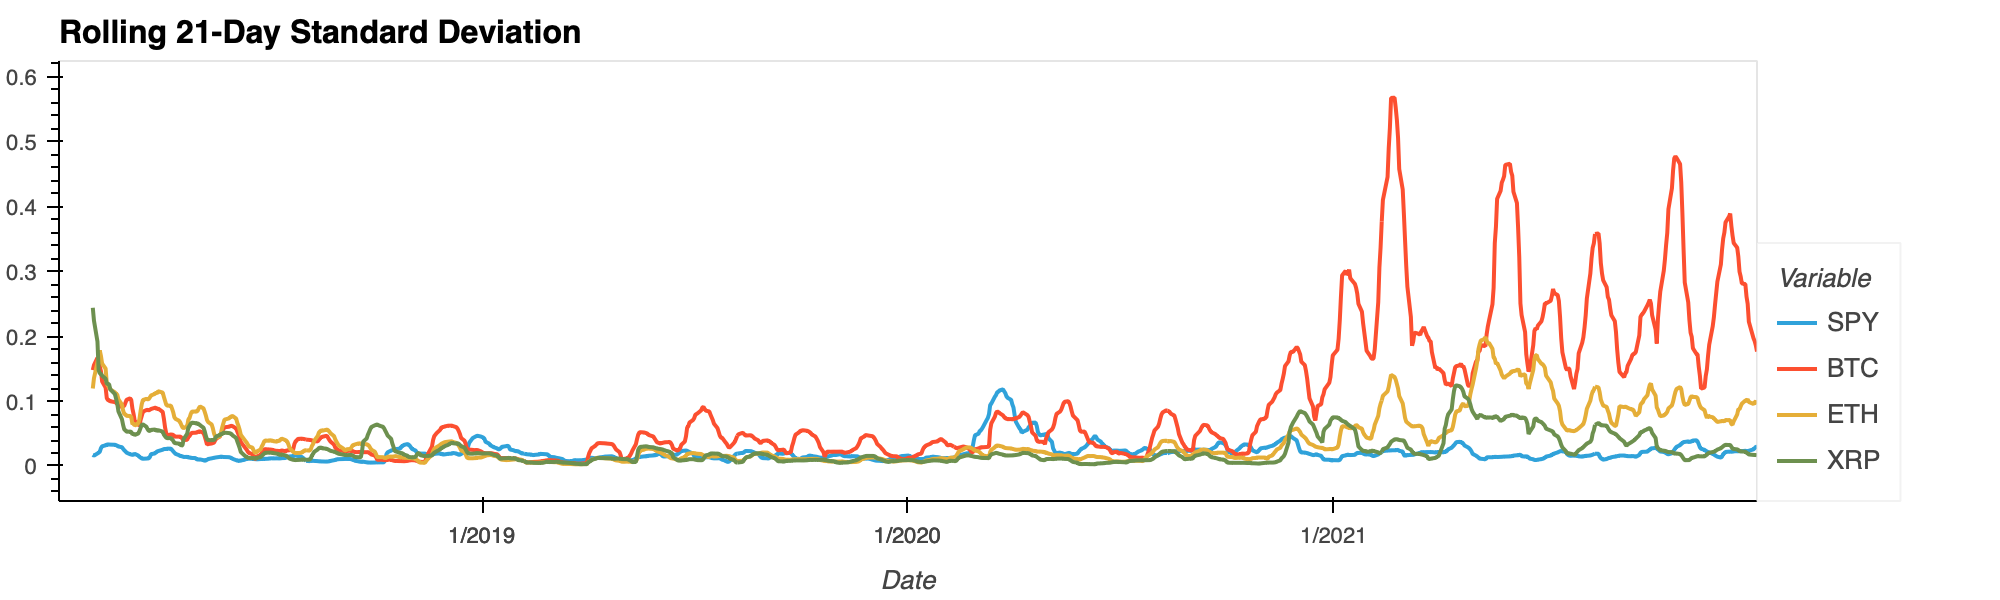 Rolling 21-Day Standard Deviation
0.6
0.5
0.4
0.3
0.2
0.1
0
1/2019
1/2020
1/2021
Date
Variable
SPY
BTC
ETH
XRP